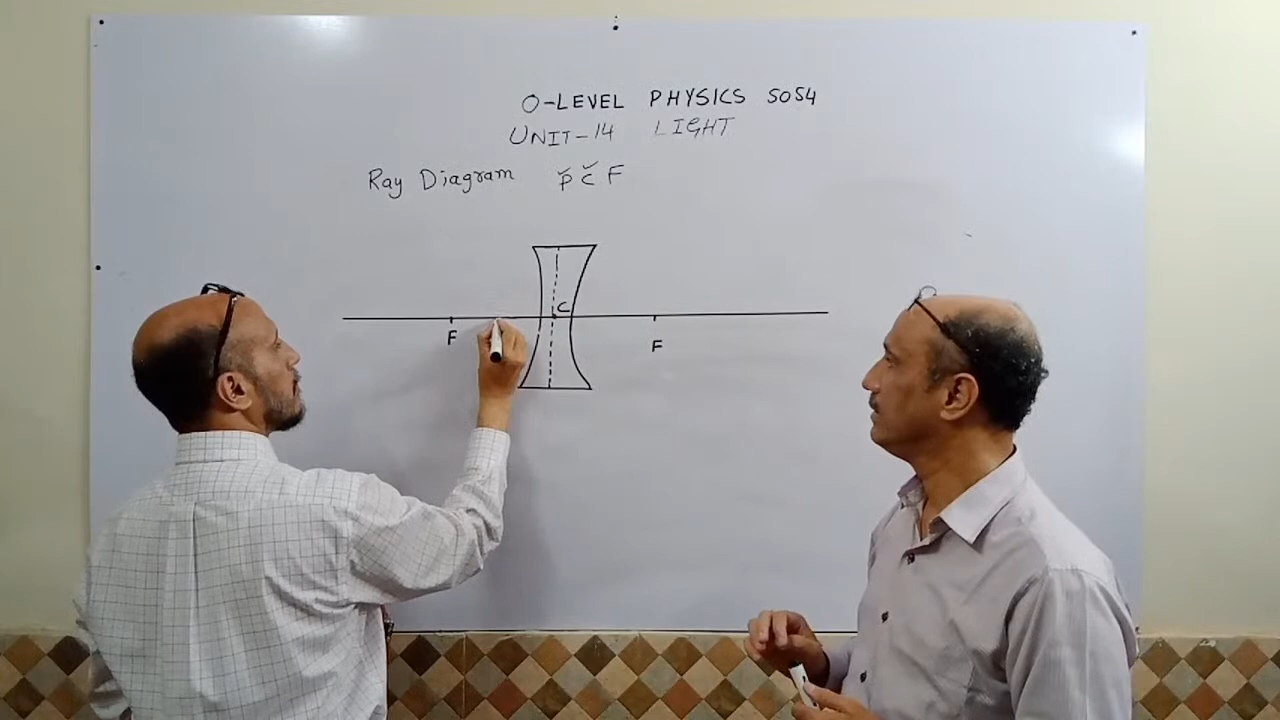 O-LEVEL PHYSICS 5054
UNIT-14 LIGHT
Ray Diagram P C F
C
F
F